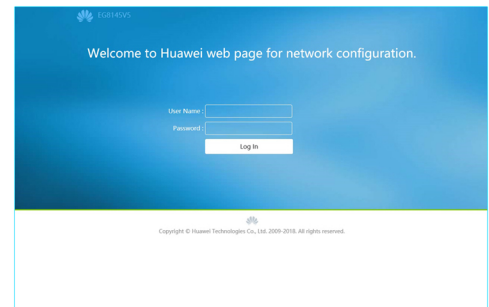 EG8145V5
Welcome to Huawei web page for network configuration.
User Name :
Password :
Log In
Copyright © Huawei Technologies Co., Ltd. 2009-2018. All rights reserved.